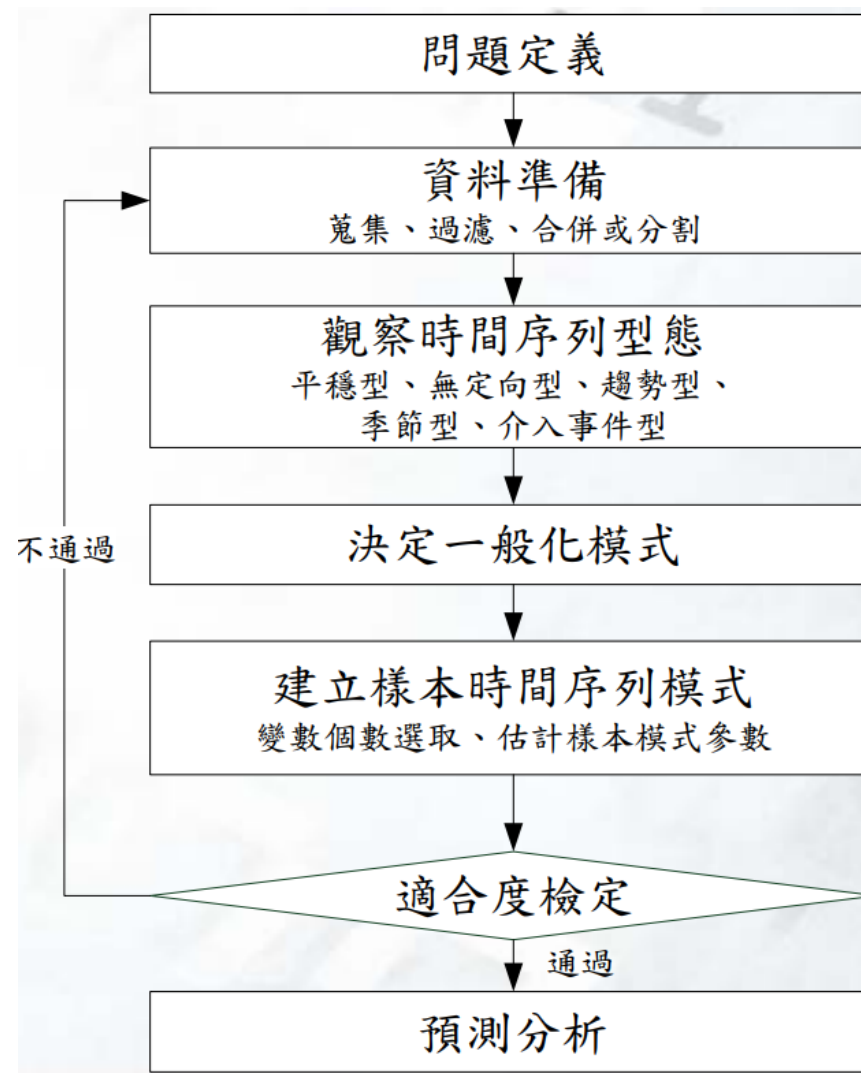 問題定義
資料準備
蒐集、過濾、合併或分割
觀察時間序列型態
平穩型、無定向型、趨勢型、
季節型、介入事件型
決定一般化模式
不通過
建立樣本時間序列模式
變數個數選取、估計樣本模式參數
適合度檢定
通過
預測分析